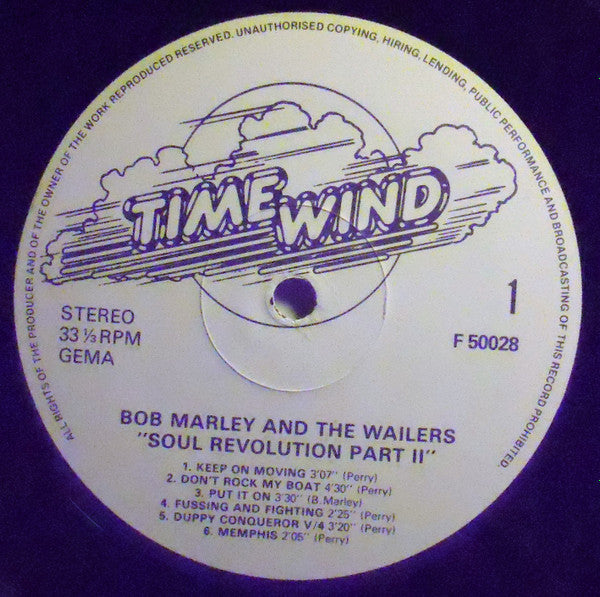 ALL RIGHTS OF THE PRODUCER AND OF THE OWNER OF THE WORK REPRODUCED RESERVED. UNAUTHORISED COPYING, HIRING, LENDING, PUBLIC PERFORMANCE AND BROADCASTING OF THIS RECORD PROHIBITED.
TIME WIND
STEREO
33 ⅓ RPM
GEMA
1
F 50028
BOB MARLEY AND THE WAILERS
"SOUL REVOLUTION PART II"
1. KEEP ON MOVING 3'07" (Perry)
2. DON'T ROCK MY BOAT 4'30" (Perry)
3. PUT IT ON 3'30" (B. Marley)
4. FUSSING AND FIGHTING 2'25" (Perry)
5. DUPPY CONQUEROR V/4 3'20" (Perry)
6. MEMPHIS 2'05" (Perry)